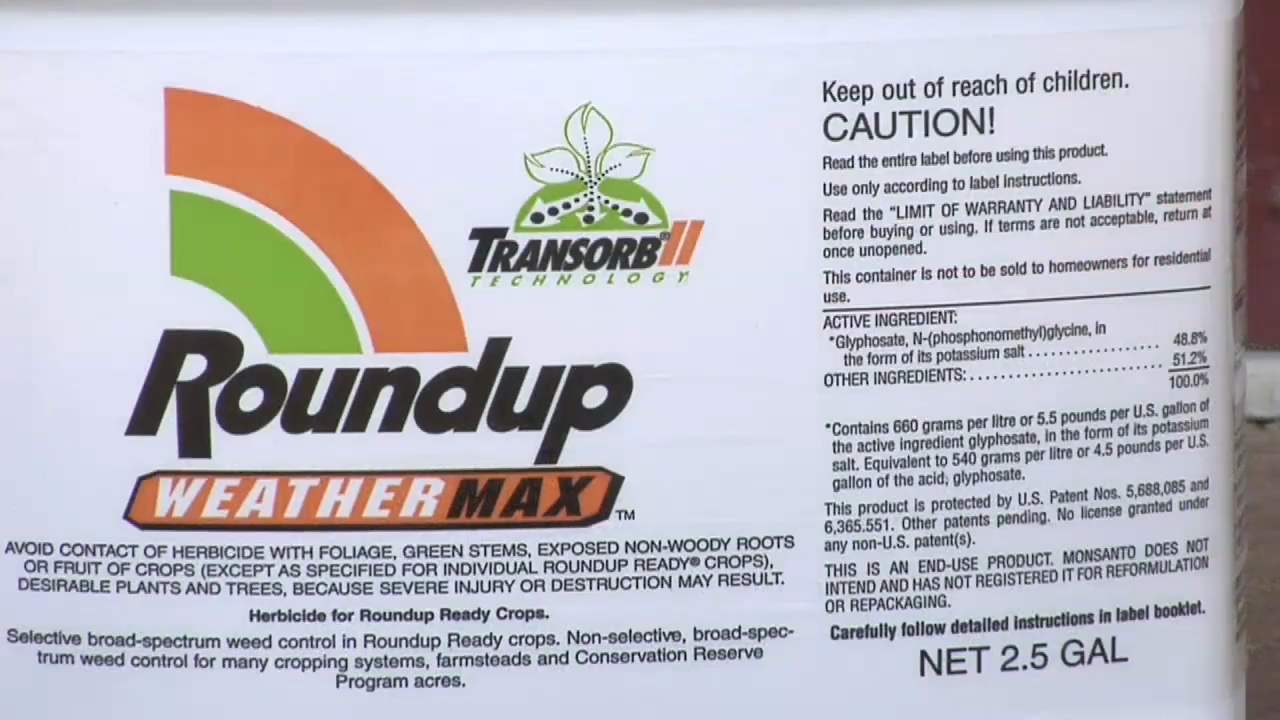 TRANSORB® II
TECHNOLOGY
Roundup
WEATHERMAX™
AVOID CONTACT OF HERBICIDE WITH FOLIAGE, GREEN STEMS, EXPOSED NON-WOODY ROOTS
OR FRUIT OF CROPS (EXCEPT AS SPECIFIED FOR INDIVIDUAL ROUNDUP READY® CROPS),
DESIRABLE PLANTS AND TREES, BECAUSE SEVERE INJURY OR DESTRUCTION MAY RESULT.
Herbicide for Roundup Ready Crops.
Selective broad-spectrum weed control in Roundup Ready crops. Non-selective, broad-spec-
trum weed control for many cropping systems, farmsteads and Conservation Reserve
Program acres.
Keep out of reach of children.
CAUTION!
Read the entire label before using this product.
Use only according to label instructions.
Read the "LIMIT OF WARRANTY AND LIABILITY" statement
before buying or using. If terms are not acceptable, return at
once unopened.
This container is not to be sold to homeowners for residential
use.
ACTIVE INGREDIENT:
*Glyphosate, N-(phosphonomethyl)glycine, in
the form of its potassium salt . . . . . . . . . . . . . . . . . . . . 48.8%
OTHER INGREDIENTS: . . . . . . . . . . . . . . . . . . . . . . . . . . . . 51.2%
100.0%
*Contains 660 grams per litre or 5.5 pounds per U.S. gallon of
the active ingredient glyphosate, in the form of its potassium
salt. Equivalent to 540 grams per litre or 4.5 pounds per U.S.
gallon of the acid, glyphosate.
This product is protected by U.S. Patent Nos. 5,688,085 and
6,365.551. Other patents pending. No license granted under
any non-U.S. patent(s).
THIS IS AN END-USE PRODUCT. MONSANTO DOES NOT
INTEND AND HAS NOT REGISTERED IT FOR REFORMULATION
OR REPACKAGING.
Carefully follow detailed instructions in label booklet.
NET 2.5 GAL